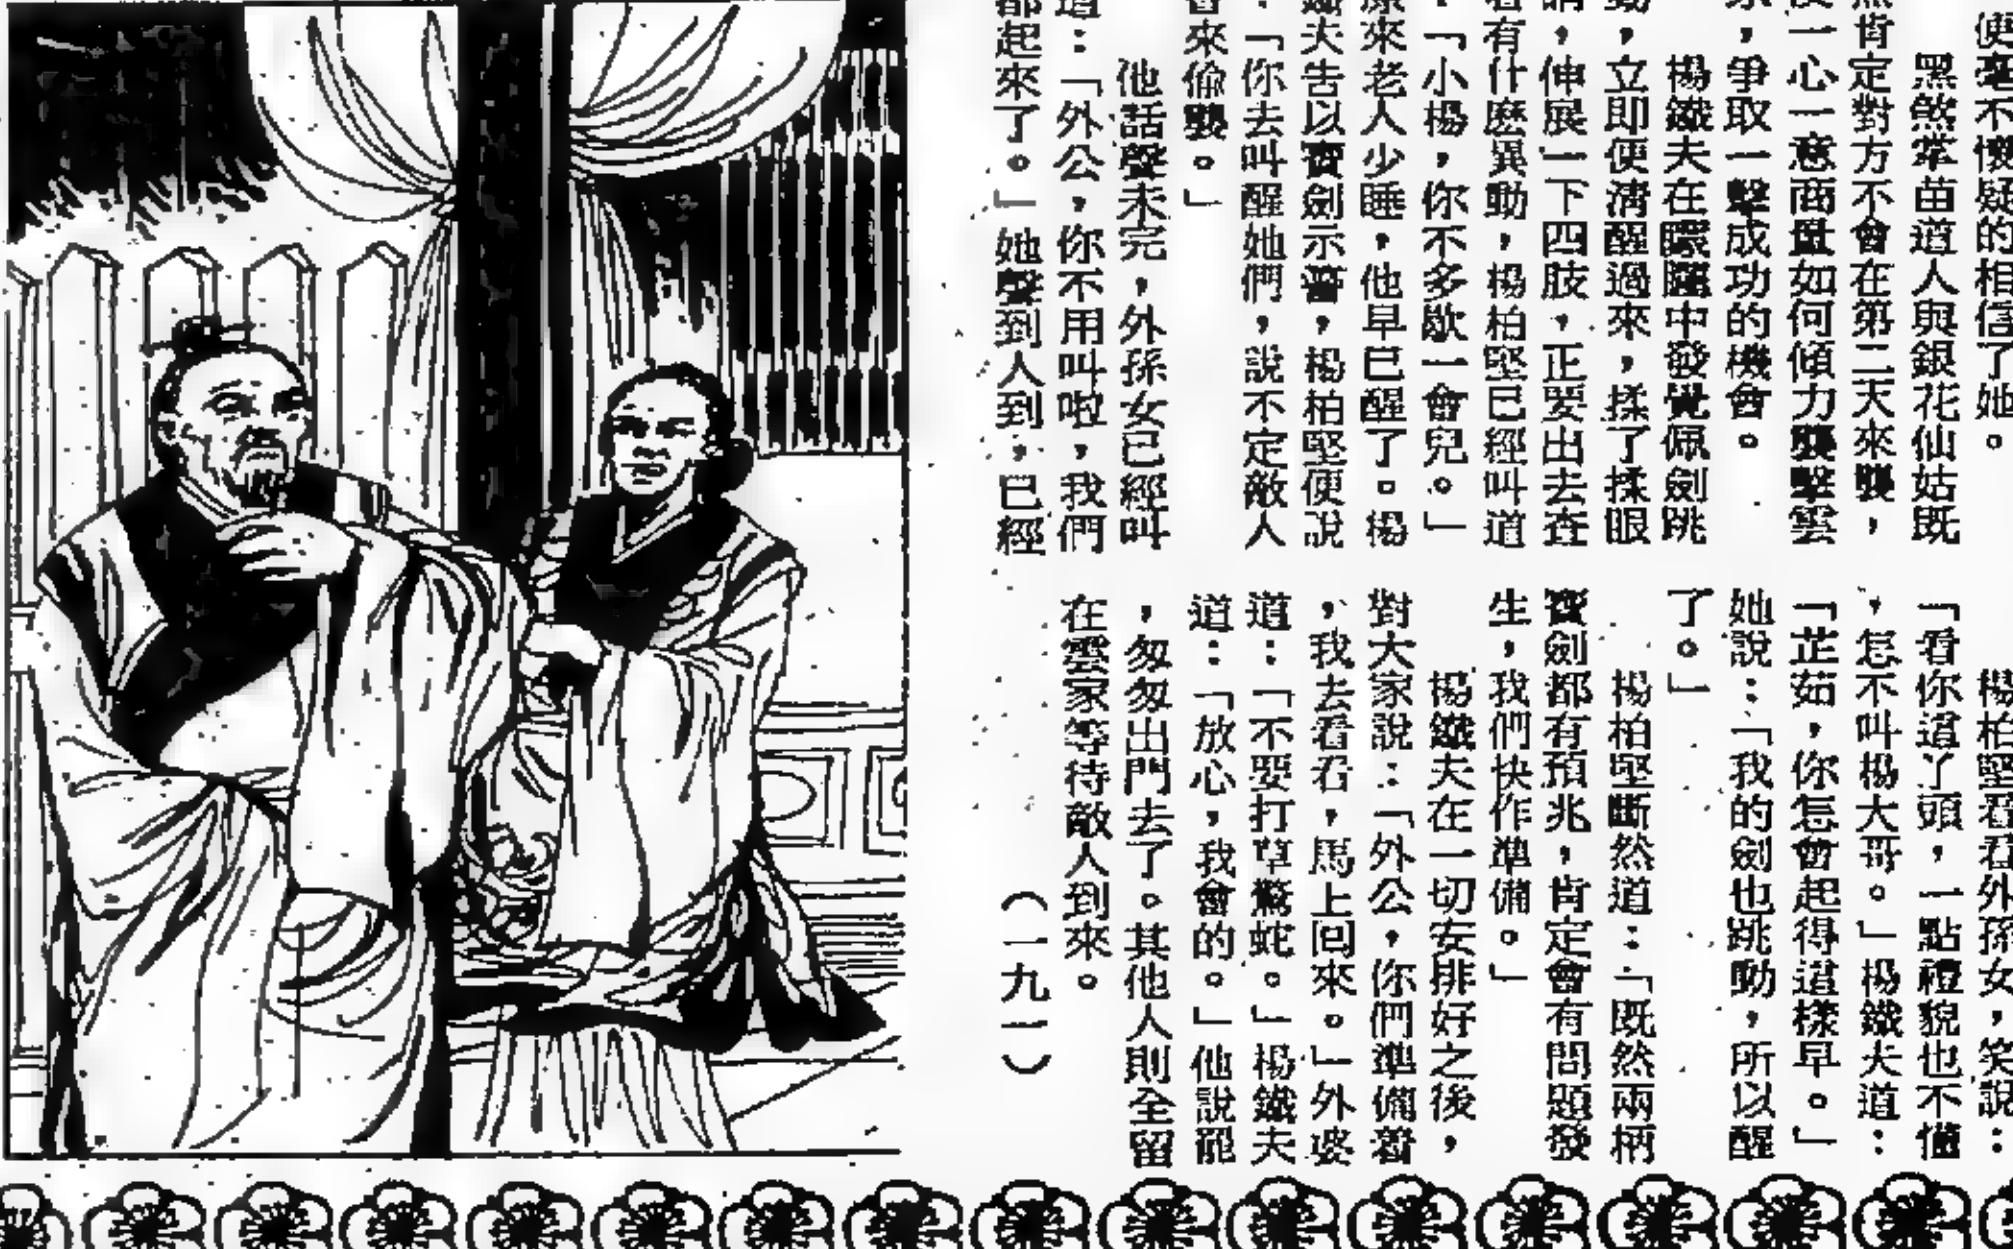 便毫不懷疑的相信了她。
黑煞掌苗道人與銀花仙姑既
然肯定對方不會在第二天來襲，
一心一意商量如何傾力襲擊雲
家，爭取一擊成功的機會。
楊鐵夫在矇矓中發覺佩劍跳
動，立即便清醒過來，揉了揉眼
睛，伸展一下四肢，正要出去查
看有什麼異動，楊柏堅已經叫道
：「小楊，你不多歇一會兒。」
原來老人少睡，他早已醒了。楊
鐵夫告以寶劍示警，楊柏堅便說
：「你去叫醒她們，說不定敵人
會來偷襲。」
他話聲未完，外孫女已經叫
道：「外公，你不用叫啦，我們
都起來了。」她聲到人到，已經
楊柏堅看看外孫女，笑說：
「看你這丫頭，一點禮貌也不懂
，怎不叫楊大哥。」楊鐵夫道：
「芷茹，你怎會起得這樣早。」
她說：「我的劍也跳動，所以醒
了。」
楊柏堅斷然道：「既然兩柄
寶劍都有預兆，肯定會有問題發
生，我們快作準備。」
楊鐵夫在一切安排好之後，
對大家說：「外公，你們準備着
，我去看看，馬上回來。」外婆
道：「不要打草驚蛇。」楊鐵夫
道：「放心，我會的。」他說罷
，匆匆出門去了。其他人則全留
在雲家等待敵人到來。
（一九一）